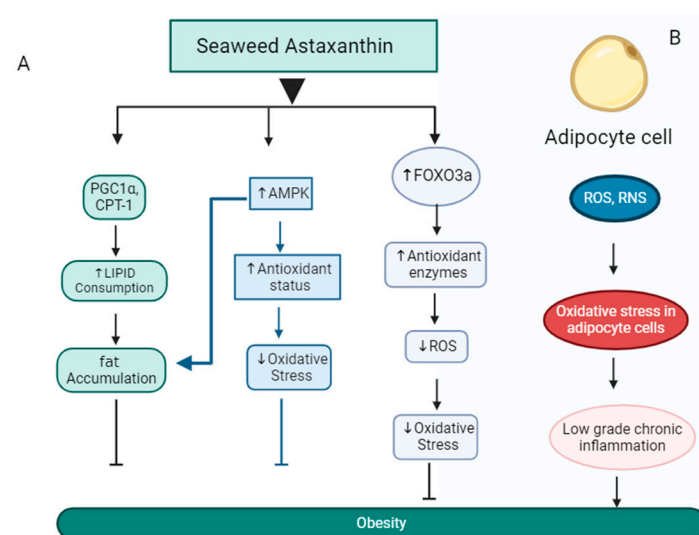 A
Seaweed Astaxanthin
B
Adipocyte cell
PGC1α,
CPT-1
↑LIPID
Consumption
fat
Accumulation
↑AMPK
↑Antioxidant
status
↓Oxidative
Stress
↑FOXO3a
↑Antioxidant
enzymes
↓ROS
↓Oxidative
Stress
ROS, RNS
Oxidative stress in
adipocyte cells
Low grade chronic
inflammation
Obesity